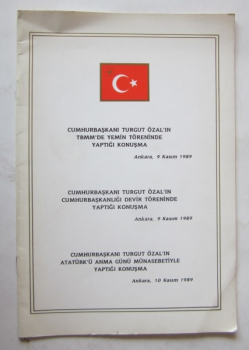 CUMHURBAŞKANI TURGUT ÖZAL'IN
TBMM'DE YEMİN TÖRENİNDE
YAPTIĞI KONUŞMA
Ankara, 9 Kasım 1989
CUMHURBAŞKANI TURGUT ÖZAL'IN
CUMHURBAŞKANLIĞI DEVİR TÖRENİNDE
YAPTIĞI KONUŞMA
Ankara, 9 Kasım 1989
CUMHURBAŞKANI TURGUT ÖZAL'IN
ATATÜRK'Ü ANMA GÜNÜ MÜNASEBETİYLE
YAPTIĞI KONUŞMA
Ankara, 10 Kasım 1989